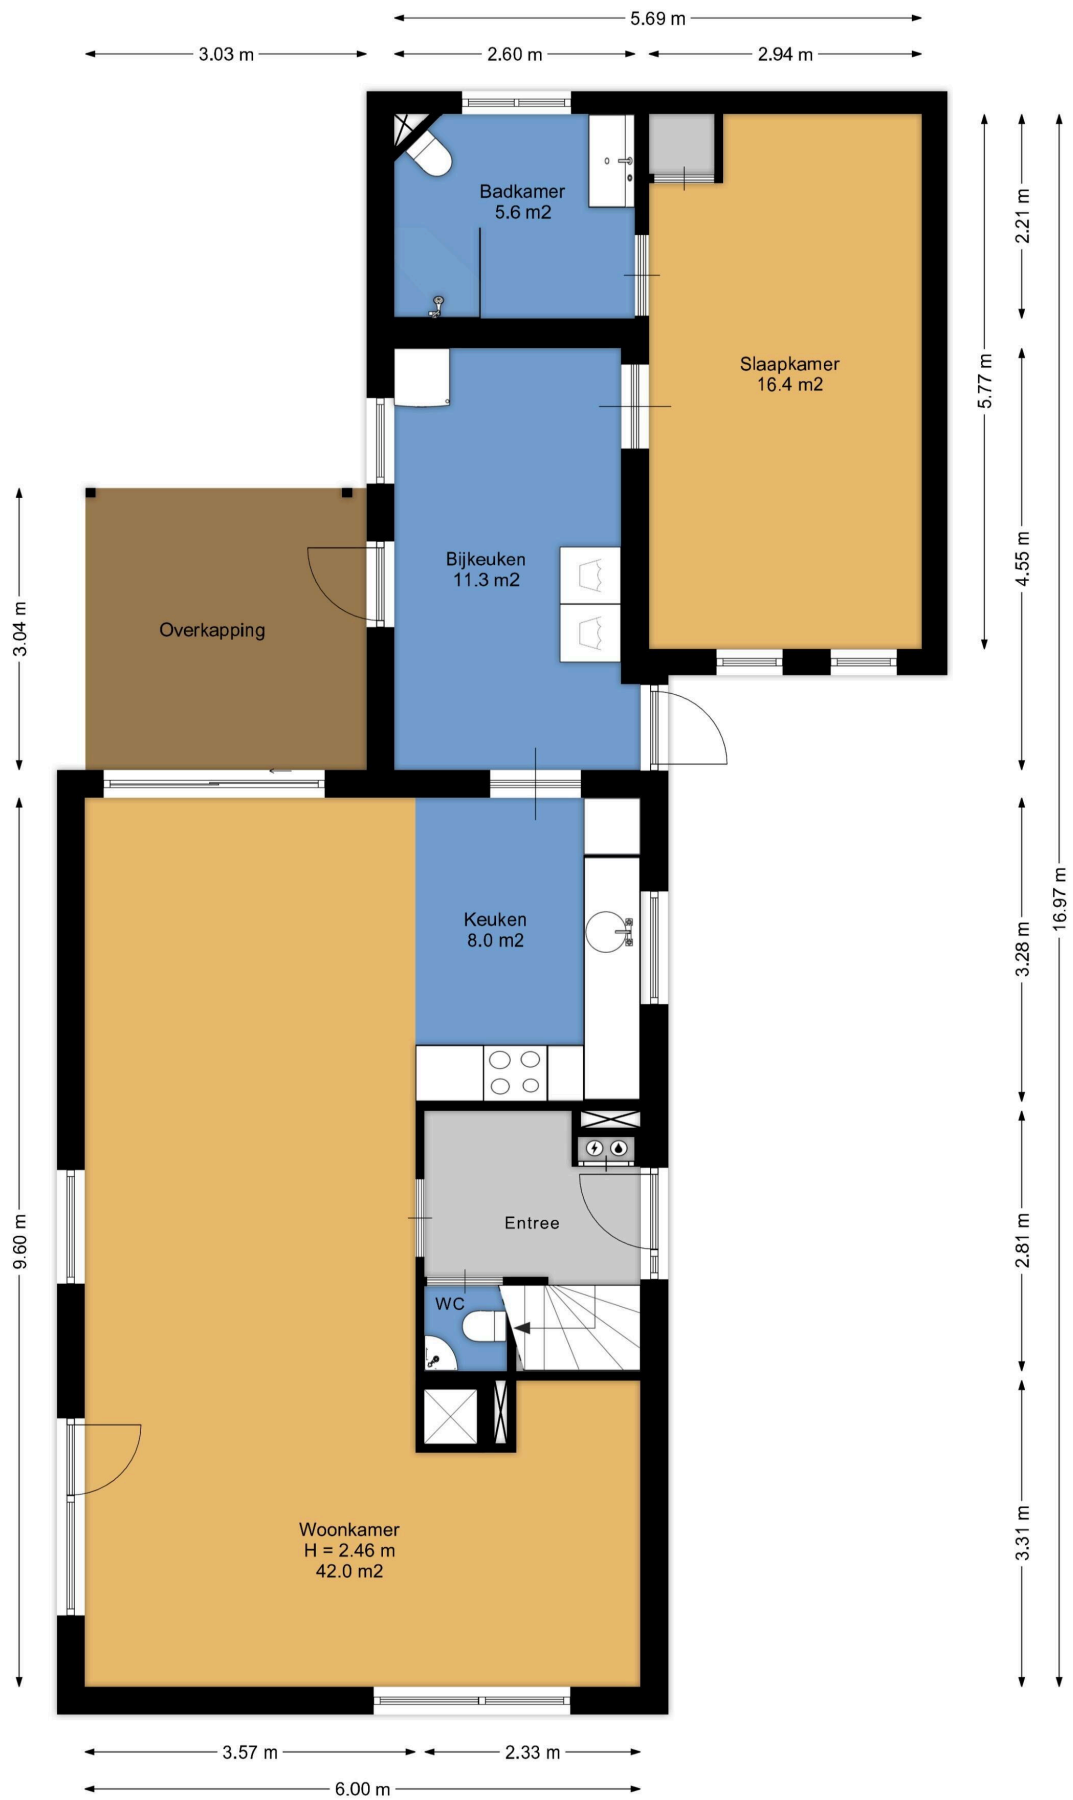 5.69 m
3.03 m
2.60 m
2.94 m
Badkamer
5.6 m2
2.21 m
Slaapkamer
16.4 m2
5.77 m
Bijkeuken
11.3 m2
4.55 m
Overkapping
3.04 m
Keuken
8.0 m2
3.28 m
16.97 m
Entree
9.60 m
2.81 m
WC
Woonkamer
H = 2.46 m
42.0 m2
3.31 m
3.57 m
2.33 m
6.00 m